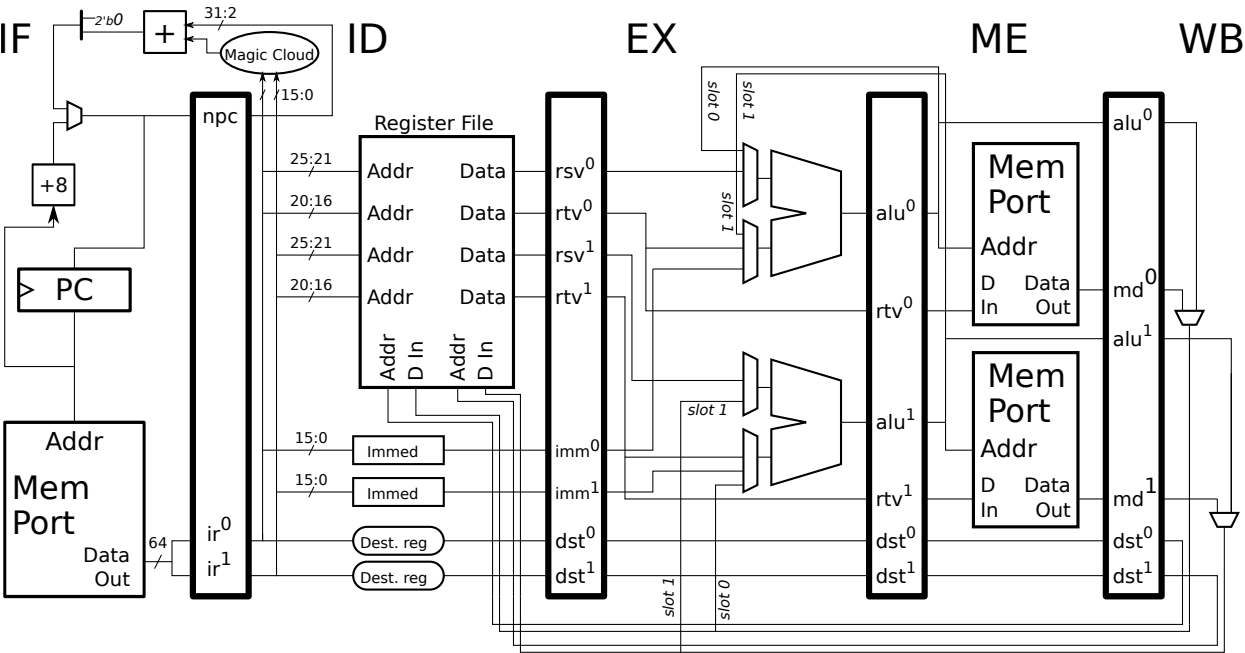 IF
ID
EX
ME
WB
2'b0
+
31:2
Magic Cloud
15:0
+8
PC
Addr
Mem
Port
Data
Out
64
npc
ir0
ir1
25:21
20:16
25:21
20:16
15:0
15:0
Register File
Addr
Data
Addr
Data
Addr
Data
Addr
Data
Addr
D In
Addr
D In
Immed
Immed
Dest. reg
Dest. reg
rsv0
rtv0
rsv1
rtv1
imm0
imm1
dst0
dst1
slot 0
slot 1
slot 1
slot 1
slot 1
slot 0
alu0
rtv0
alu1
rtv1
dst0
dst1
Mem
Port
Addr
D
In
Data
Out
Mem
Port
Addr
D
In
Data
Out
alu0
md0
alu1
md1
dst0
dst1